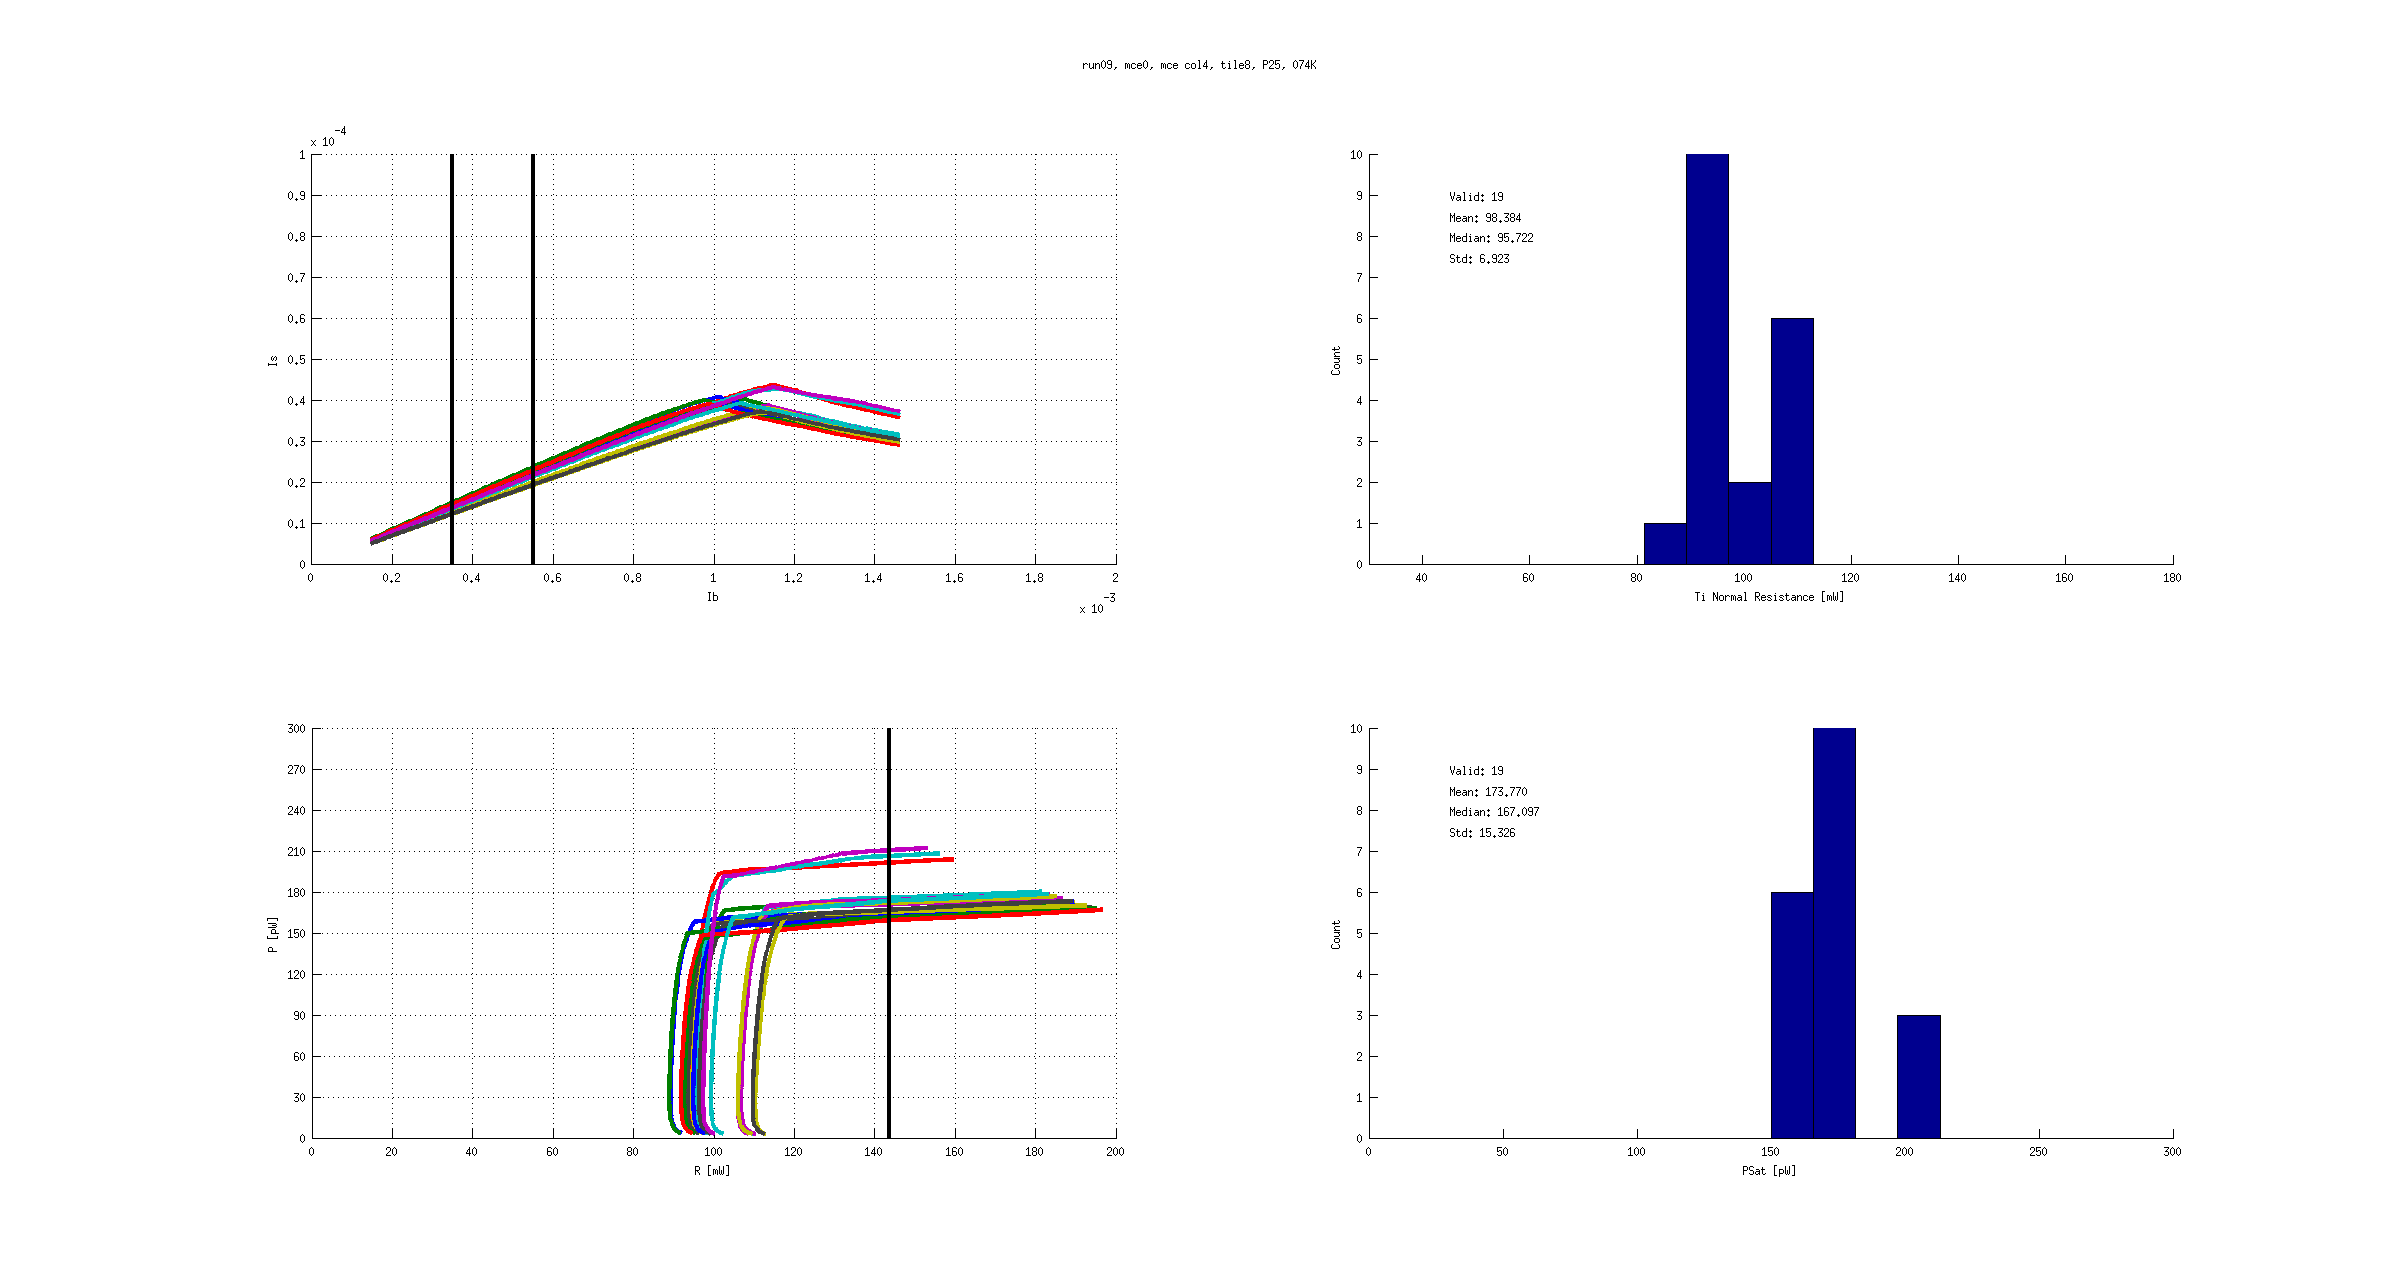 run09, mce0, mce col4, tile8, P25, 074K
x 10^-4
1
0.9
0.8
0.7
0.6
0.5
0.4
0.3
0.2
0.1
0
Is
0 0.2 0.4 0.6 0.8 1 1.2 1.4 1.6 1.8 2
Ib
x 10^-3
10
9
8
7
6
5
4
3
2
1
0
Count
Valid: 19
Mean: 98.384
Median: 95.722
Std: 6.923
40 60 80 100 120 140 160 180
Ti Normal Resistance [mW]
300
270
240
210
180
150
120
90
60
30
0
P [pW]
0 20 40 60 80 100 120 140 160 180 200
R [mW]
10
9
8
7
6
5
4
3
2
1
0
Count
Valid: 19
Mean: 173.770
Median: 167.097
Std: 15.326
0 50 100 150 200 250 300
PSat [pW]